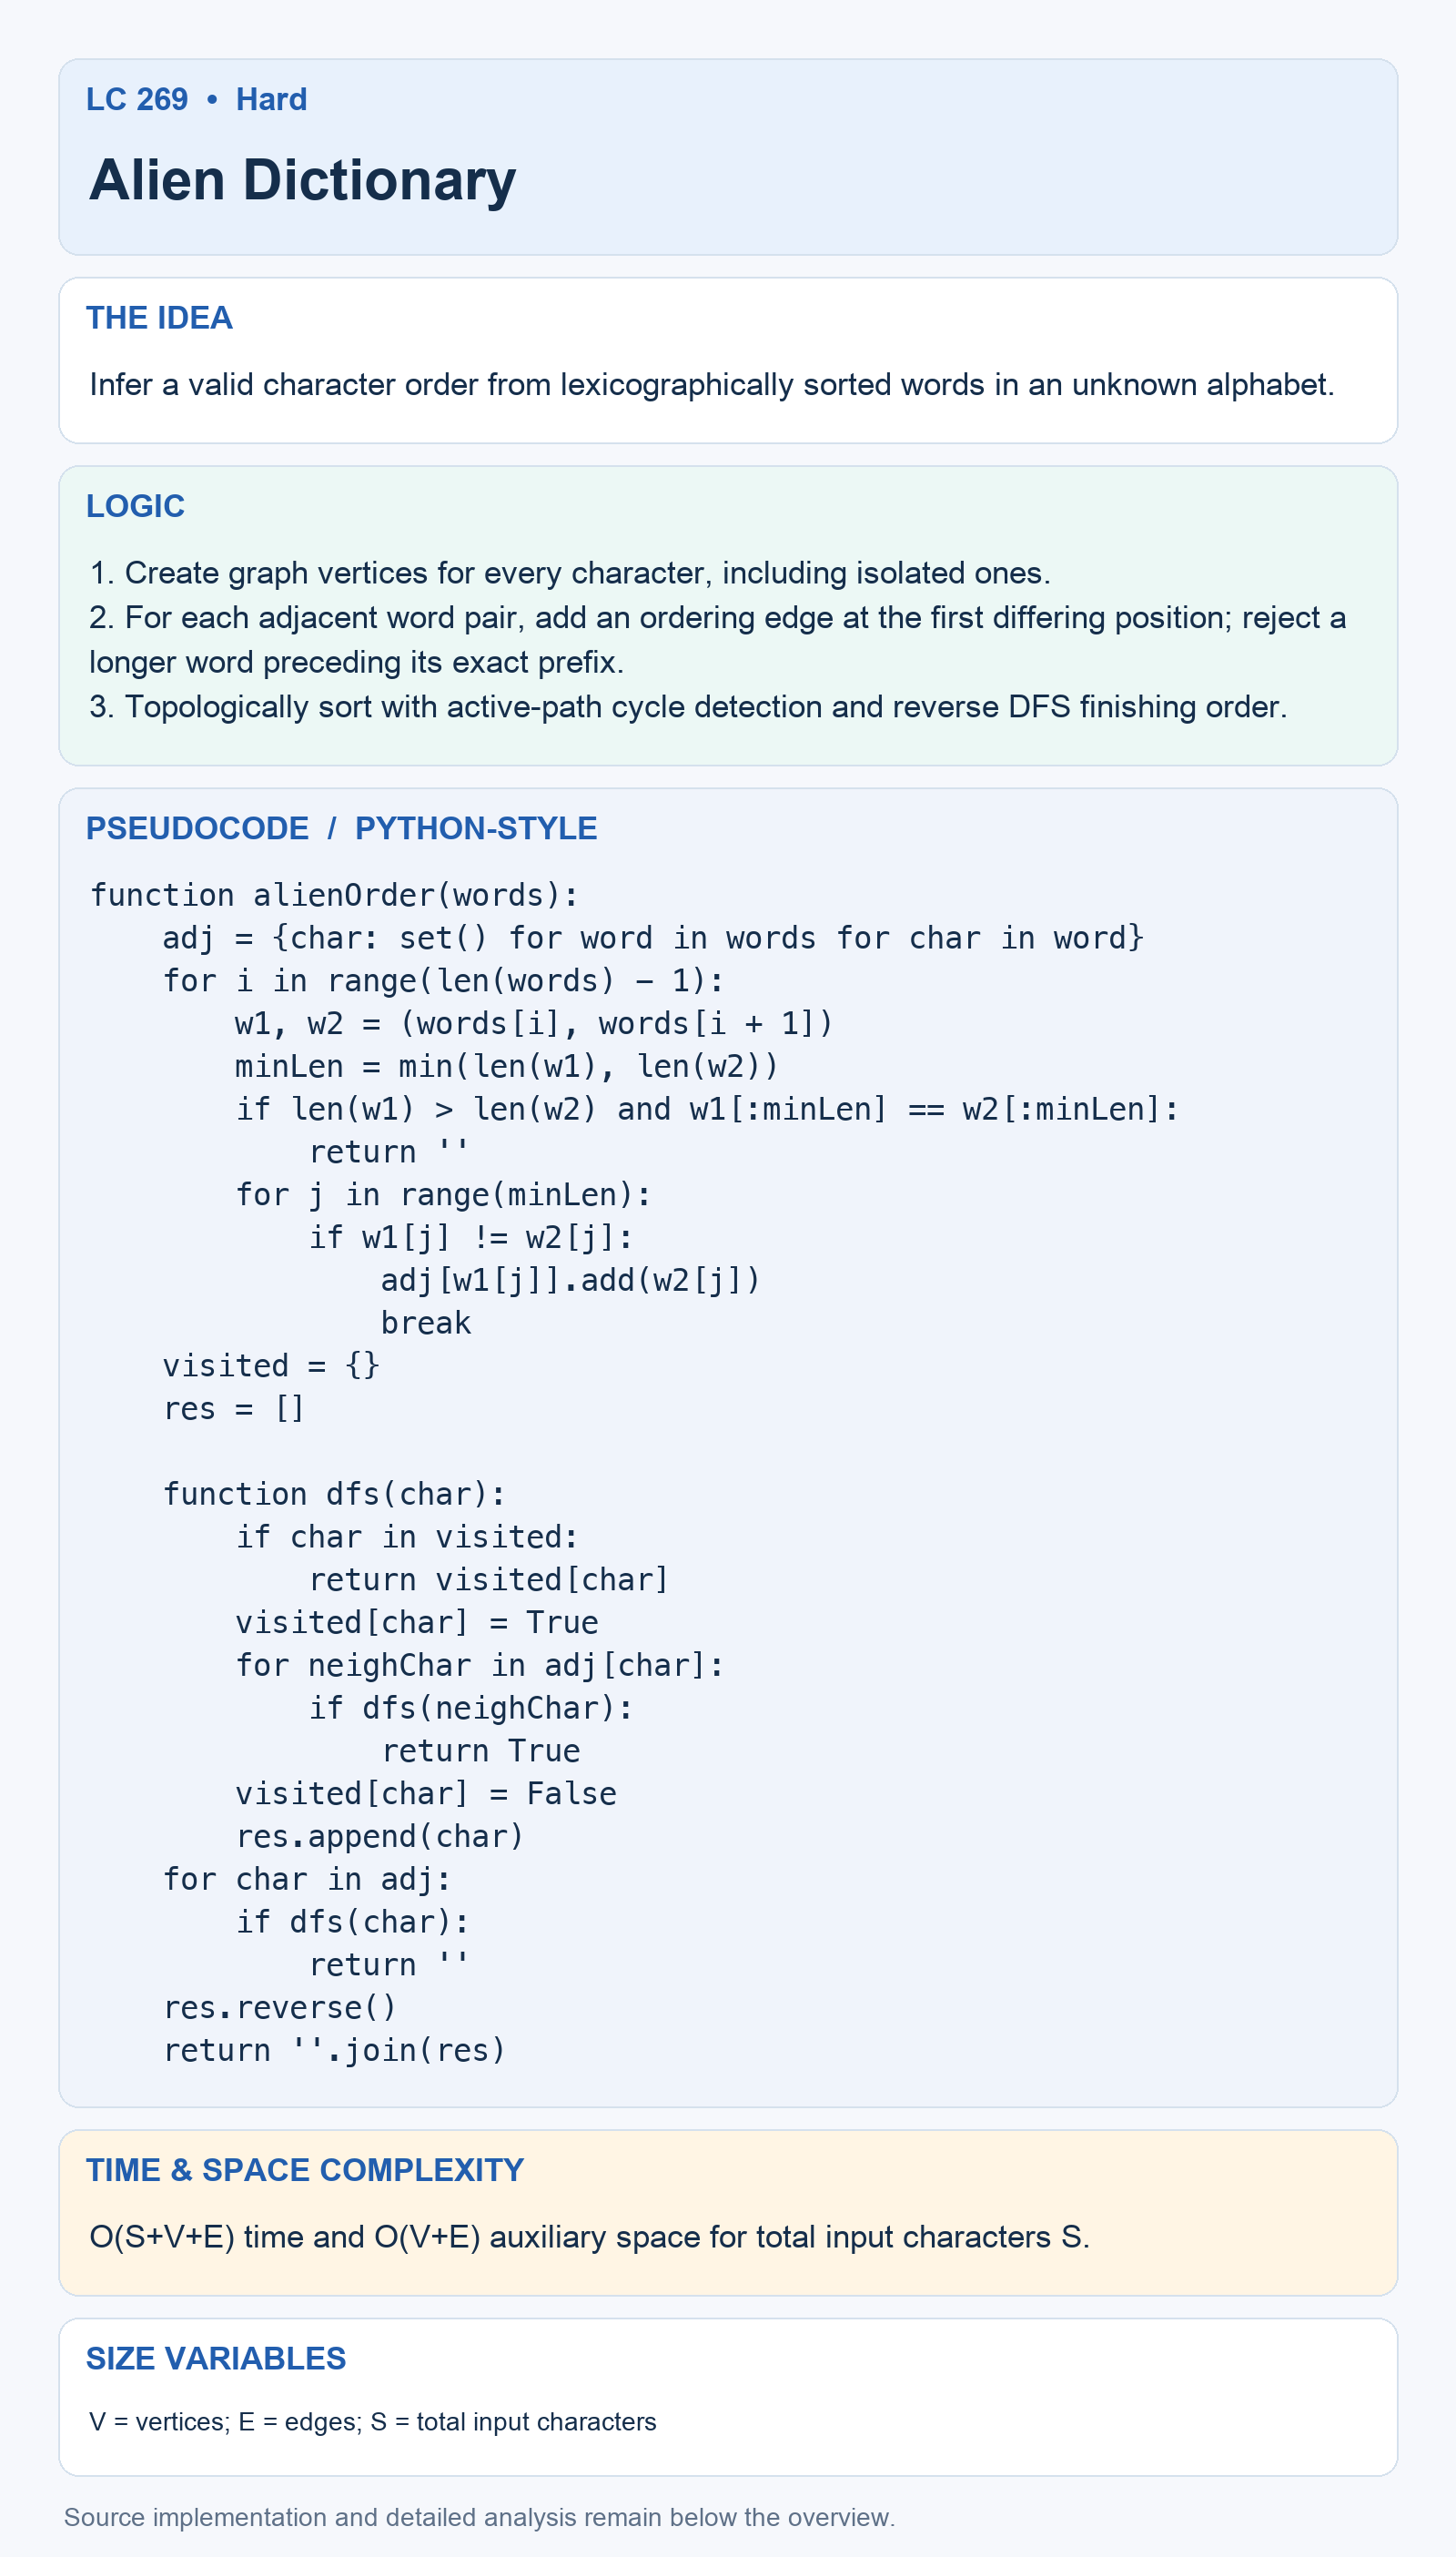 LC 269 • Hard
Alien Dictionary
THE IDEA
Infer a valid character order from lexicographically sorted words in an unknown alphabet.
LOGIC
1. Create graph vertices for every character, including isolated ones.
2. For each adjacent word pair, add an ordering edge at the first differing position; reject a
longer word preceding its exact prefix.
3. Topologically sort with active-path cycle detection and reverse DFS finishing order.
PSEUDOCODE / PYTHON-STYLE
function alienOrder(words):
    adj = {char: set() for word in words for char in word}
    for i in range(len(words) − 1):
        w1, w2 = (words[i], words[i + 1])
        minLen = min(len(w1), len(w2))
        if len(w1) > len(w2) and w1[:minLen] == w2[:minLen]:
            return ''
        for j in range(minLen):
            if w1[j] != w2[j]:
                adj[w1[j]].add(w2[j])
                break
    visited = {}
    res = []
    function dfs(char):
        if char in visited:
            return visited[char]
        visited[char] = True
        for neighChar in adj[char]:
            if dfs(neighChar):
                return True
        visited[char] = False
        res.append(char)
    for char in adj:
        if dfs(char):
            return ''
    res.reverse()
    return ''.join(res)
TIME & SPACE COMPLEXITY
O(S+V+E) time and O(V+E) auxiliary space for total input characters S.
SIZE VARIABLES
V = vertices; E = edges; S = total input characters
Source implementation and detailed analysis remain below the overview.